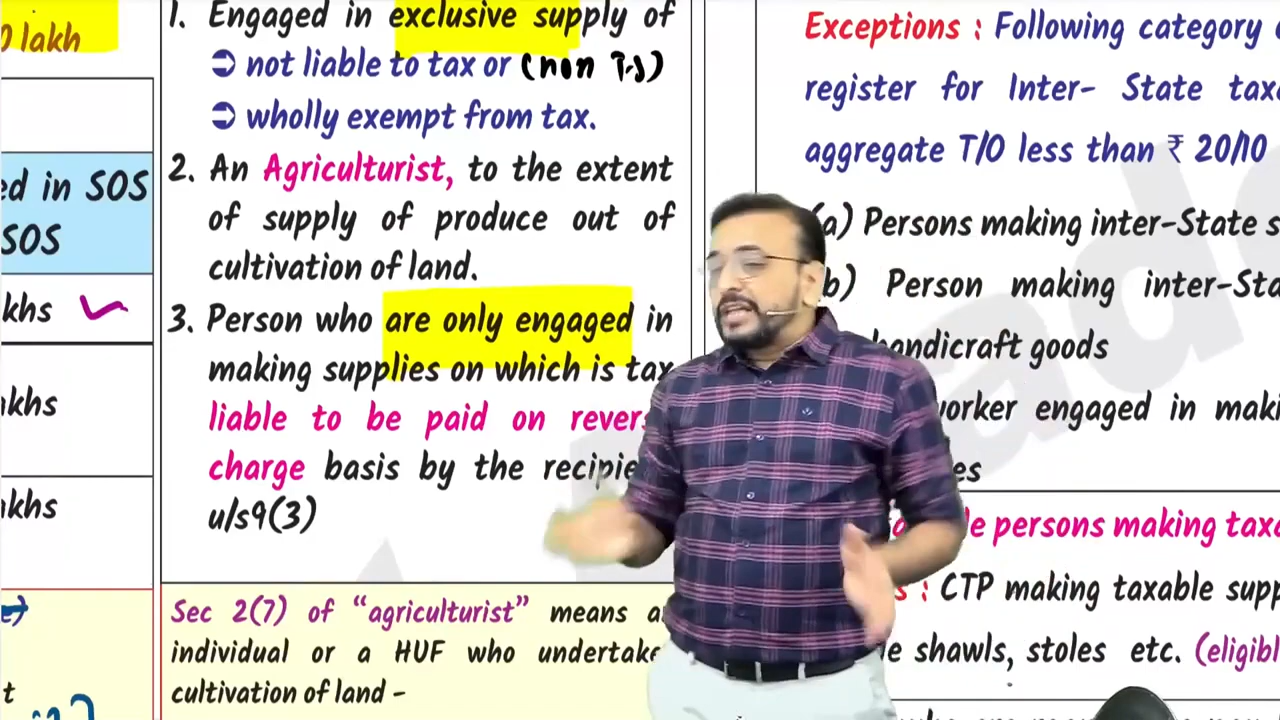 0 lakh
ed in SOS
SOS
khs
akhs
akhs
t
1. Engaged in exclusive supply of
➲ not liable to tax or (non T.S)
➲ wholly exempt from tax.
2. An Agriculturist, to the extent
of supply of produce out of
cultivation of land.
3. Person who are only engaged in
making supplies on which is tax
liable to be paid on revers
charge basis by the recipie
u/s9(3)
Sec 2(7) of “agriculturist” means a
individual or a HUF who undertake
cultivation of land -
Exceptions : Following category
register for Inter- State tax
aggregate T/O less than ₹ 20/10
(a) Persons making inter-State s
b) Person making inter-Sta
handicraft goods
worker engaged in maki
es
le persons making taxa
s : CTP making taxable supp
le shawls, stoles etc. (eligibl